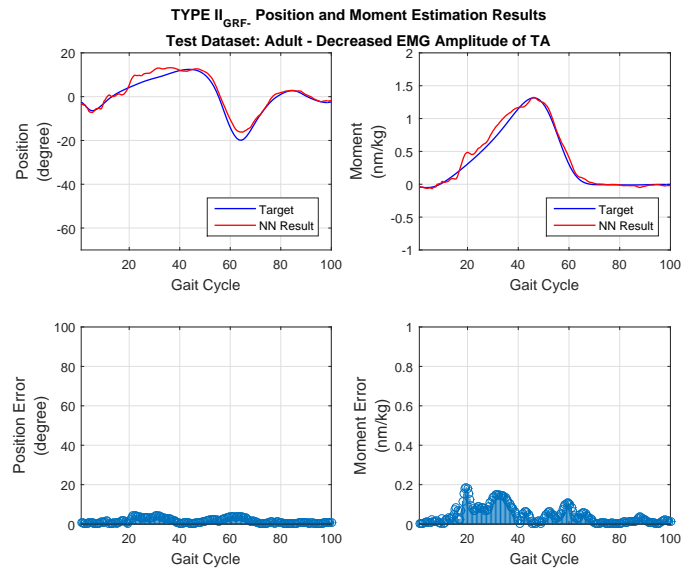 TYPE II_GRF- Position and Moment Estimation Results
Test Dataset: Adult - Decreased EMG Amplitude of TA
20
0
-20
-40
-60
Position
(degree)
Target
NN Result
20 40 60 80 100
Gait Cycle
2
1.5
1
0.5
0
-0.5
-1
Moment
(nm/kg)
Target
NN Result
20 40 60 80 100
Gait Cycle
100
80
60
40
20
0
Position Error
(degree)
20 40 60 80 100
Gait Cycle
1
0.8
0.6
0.4
0.2
0
Moment Error
(nm/kg)
20 40 60 80 100
Gait Cycle